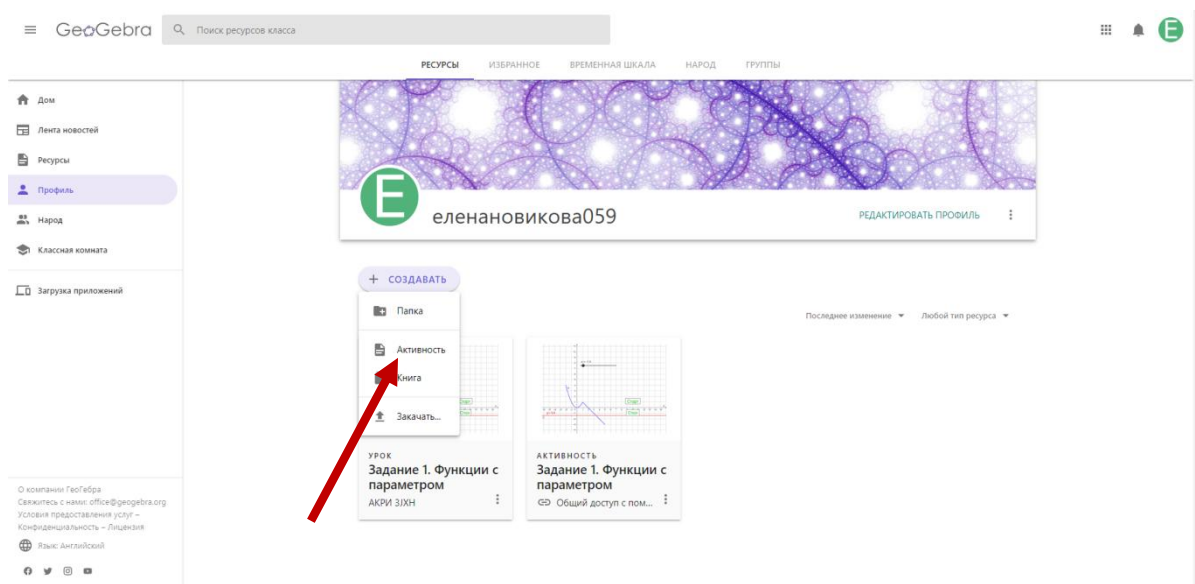 GeoGebra
Поиск ресурсов класса
E
РЕСУРСЫ ИЗБРАННОЕ ВРЕМЕННАЯ ШКАЛА НАРОД ГРУППЫ
Дом
Лента новостей
Ресурсы
Профиль
Народ
Классная комната
Загрузка приложений
E
еленановикова059
РЕДАКТИРОВАТЬ ПРОФИЛЬ
+ СОЗДАВАТЬ
Папка
Активность
Книга
Закачать...
Последнее изменение
Любой тип ресурса
УРОК
Задание 1. Функции с
параметром
АКРИ 3JXH
АКТИВНОСТЬ
Задание 1. Функции с
параметром
Общий доступ с пом...
О компании ГеоГебра
Свяжитесь с нами: office@geogebra.org
Условия предоставления услуг –
Конфиденциальность – Лицензия
Язык: Английский